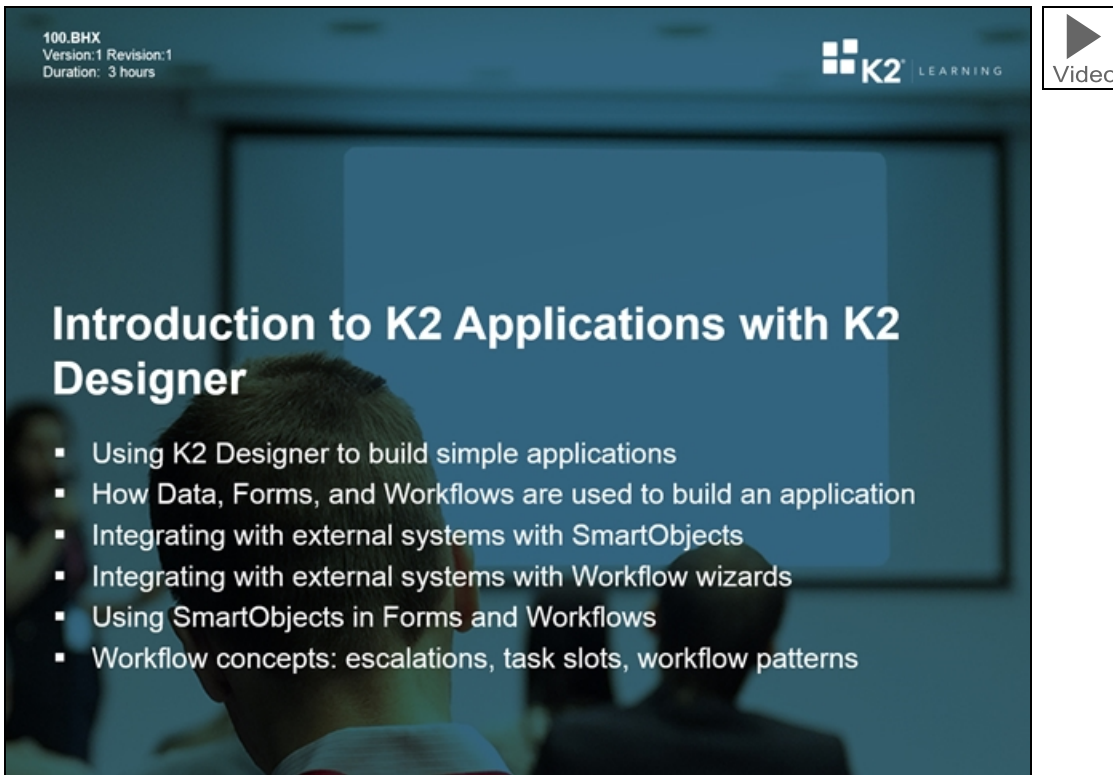 100.BHX
Version:1 Revision:1
Duration: 3 hours
K2 LEARNING
Video
Introduction to K2 Applications with K2
Designer
▪ Using K2 Designer to build simple applications
▪ How Data, Forms, and Workflows are used to build an application
▪ Integrating with external systems with SmartObjects
▪ Integrating with external systems with Workflow wizards
▪ Using SmartObjects in Forms and Workflows
▪ Workflow concepts: escalations, task slots, workflow patterns